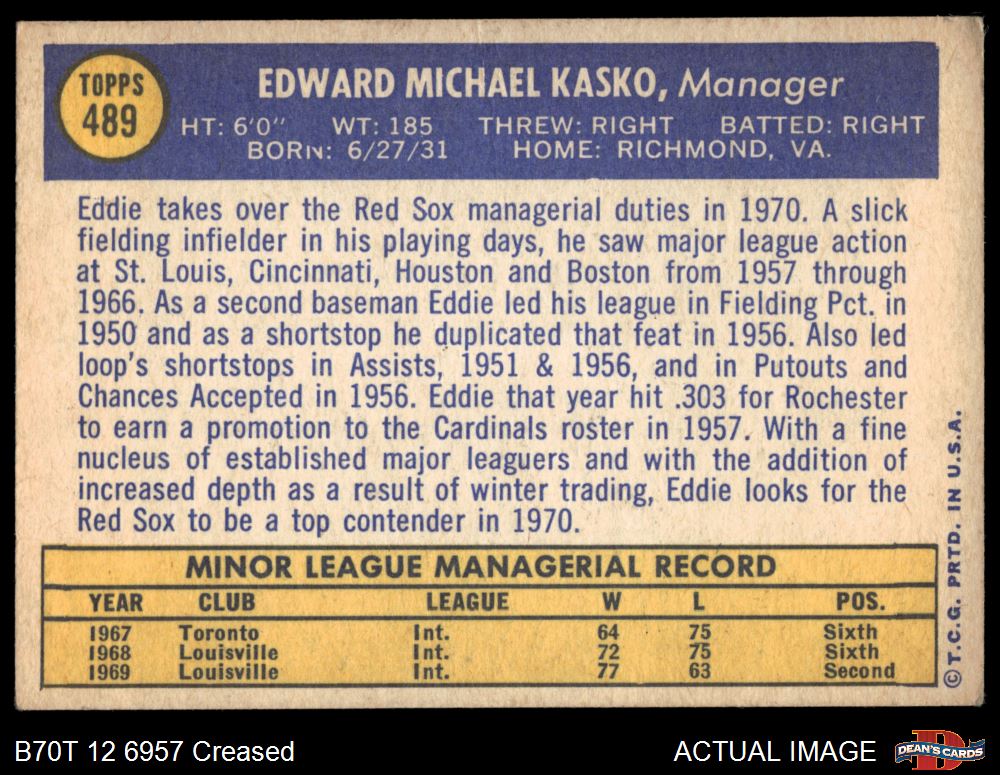 TOPPS
489
EDWARD MICHAEL KASKO, Manager
HT: 6'0" WT: 185 THREW: RIGHT BATTED: RIGHT
BORN: 6/27/31 HOME: RICHMOND, VA.
Eddie takes over the Red Sox managerial duties in 1970. A slick
fielding infielder in his playing days, he saw major league action
at St. Louis, Cincinnati, Houston and Boston from 1957 through
1966. As a second baseman Eddie led his league in Fielding Pct. in
1950 and as a shortstop he duplicated that feat in 1956. Also led
loop's shortstops in Assists, 1951 & 1956, and in Putouts and
Chances Accepted in 1956. Eddie that year hit .303 for Rochester
to earn a promotion to the Cardinals roster in 1957. With a fine
nucleus of established major leaguers and with the addition of
increased depth as a result of winter trading, Eddie looks for the
Red Sox to be a top contender in 1970.
MINOR LEAGUE MANAGERIAL RECORD
YEAR CLUB LEAGUE W L POS.
1967 Toronto Int. 64 75 Sixth
1968 Louisville Int. 72 75 Sixth
1969 Louisville Int. 77 63 Second
© T.C.G. PRTD. IN U.S.A.
B70T 12 6957 Creased
ACTUAL IMAGE
D
DEAN'S CARDS